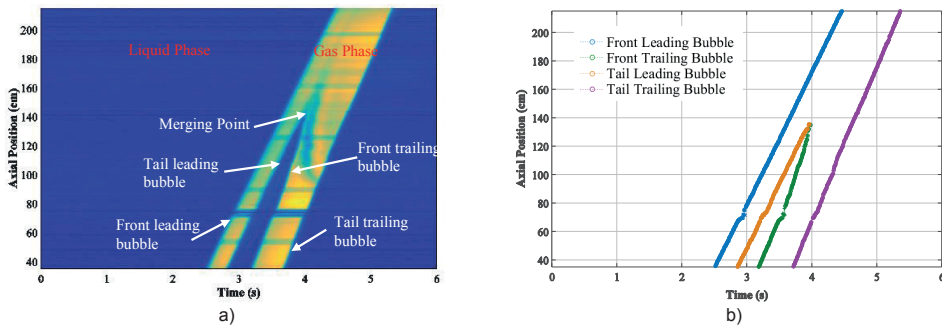 200
180
160
140
120
100
80
60
40
Axial Position (cm)
Liquid Phase
Gas Phase
Merging Point
Tail leading
bubble
Front trailing
bubble
Front leading
bubble
Tail trailing
bubble
0 1 2 3 4 5 6
Time (s)
a)
200
180
160
140
120
100
80
60
40
Axial Position (cm)
Front Leading Bubble
Front Trailing Bubble
Tail Leading Bubble
Tail Trailing Bubble
0 1 2 3 4 5 6
Time (s)
b)